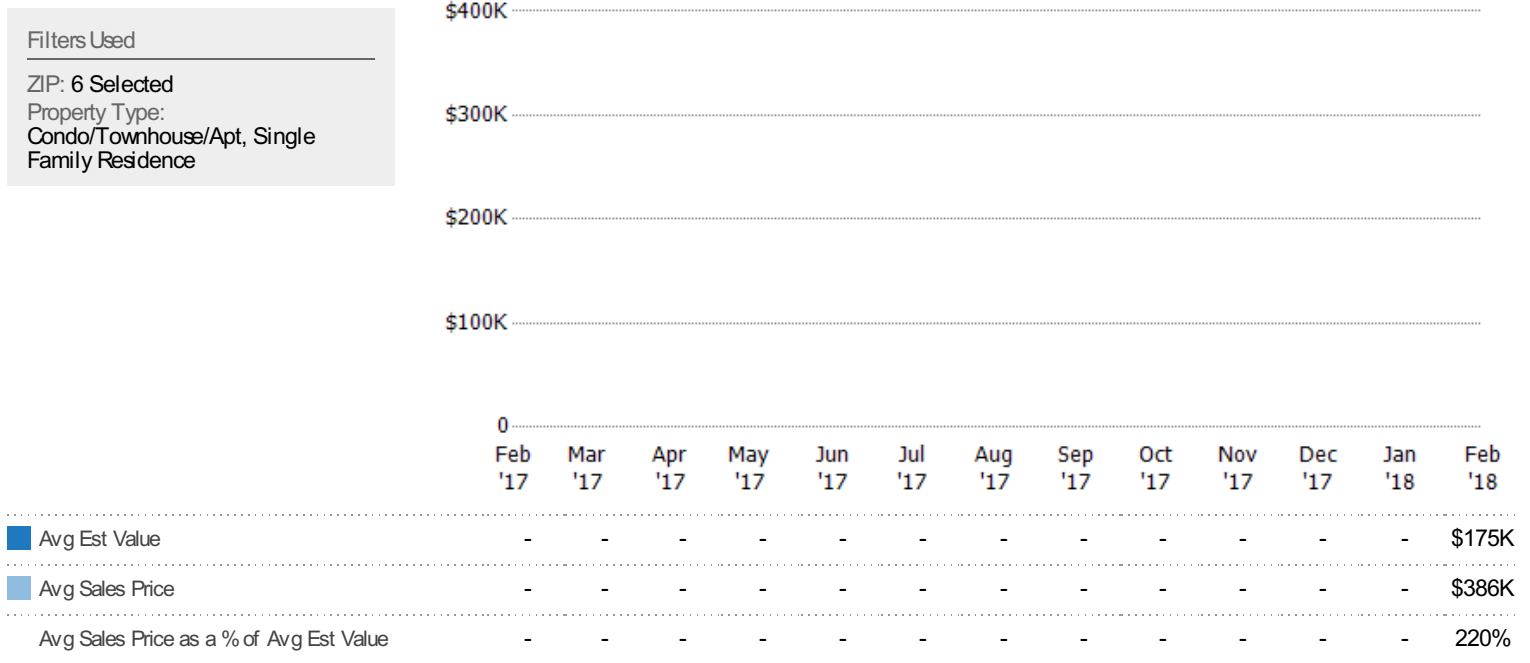 Filters Used
ZIP: 6 Selected
Property Type:
Condo/Townhouse/Apt, Single
Family Residence
$400K
$300K
$200K
$100K
0
Feb Mar Apr May Jun Jul Aug Sep Oct Nov Dec Jan Feb
'17 '17 '17 '17 '17 '17 '17 '17 '17 '17 '17 '18 '18
Avg Est Value - - - - - - - - - - - - $175K
Avg Sales Price - - - - - - - - - - - - $386K
Avg Sales Price as a % of Avg Est Value - - - - - - - - - - - - 220%